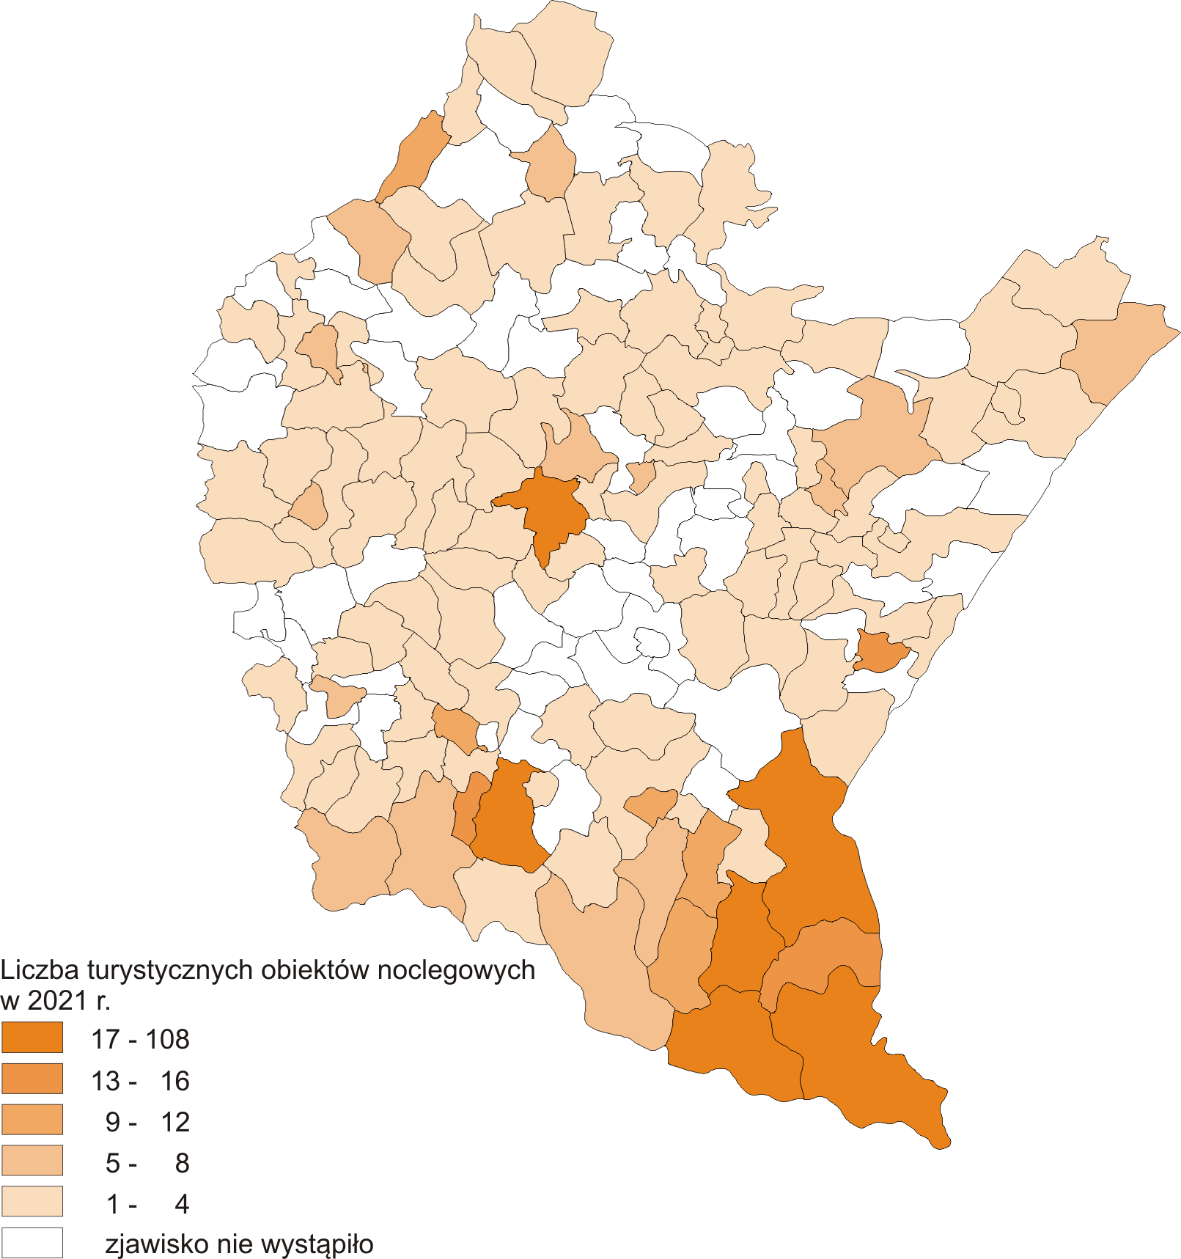 Liczba turystycznych obiektów noclegowych
w 2021 r.
17 - 108
13 - 16
9 - 12
5 - 8
1 - 4
zjawisko nie wystąpiło